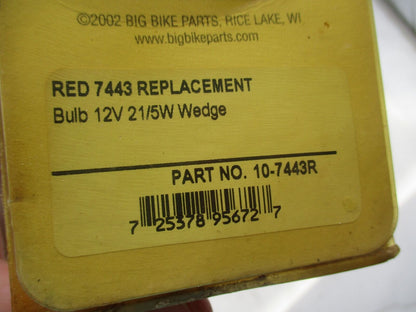 ©2002 BIG BIKE PARTS, RICE LAKE, WI
www.bigbikeparts.com
RED 7443 REPLACEMENT
Bulb 12V 21/5W Wedge
PART NO. 10-7443R
7 25378 95672 7